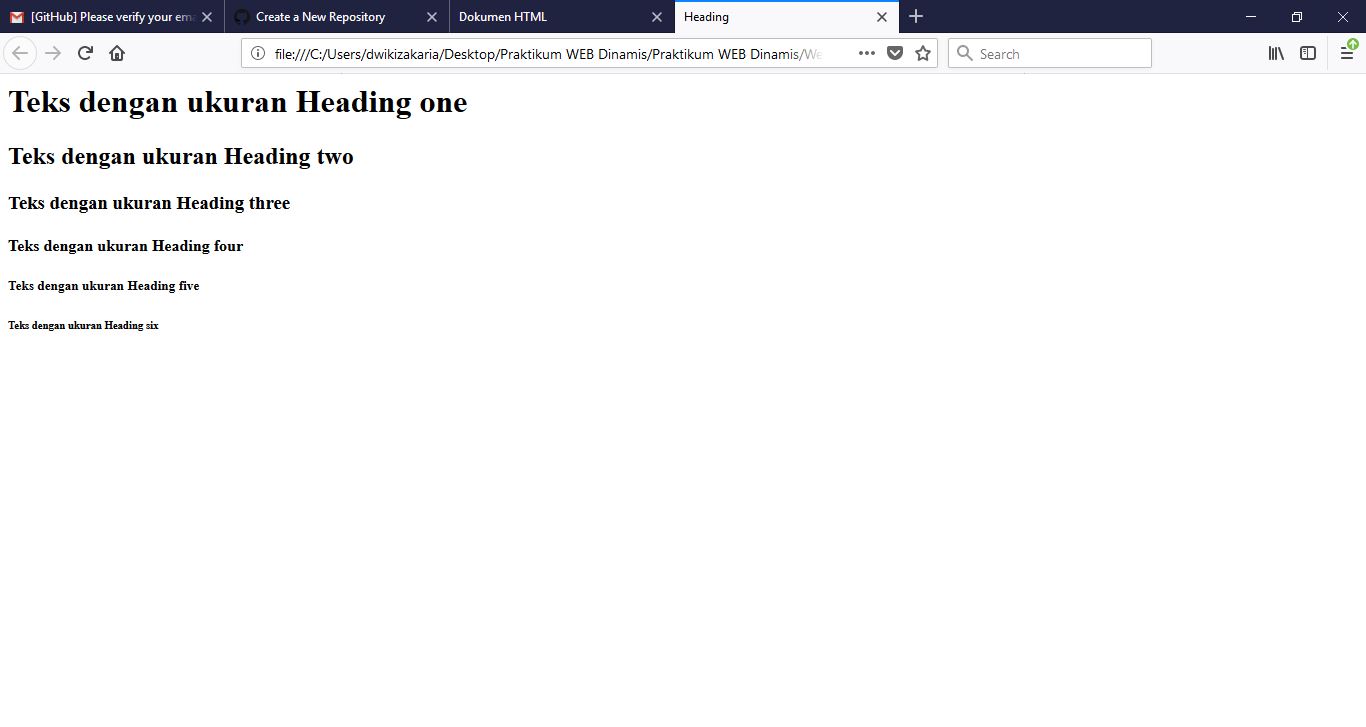 [GitHub] Please verify your ema
Create a New Repository
Dokumen HTML
Heading
file:///C:/Users/dwikizakaria/Desktop/Praktikum WEB Dinamis/Praktikum WEB Dinamis/We
Search
Teks dengan ukuran Heading one
Teks dengan ukuran Heading two
Teks dengan ukuran Heading three
Teks dengan ukuran Heading four
Teks dengan ukuran Heading five
Teks dengan ukuran Heading six